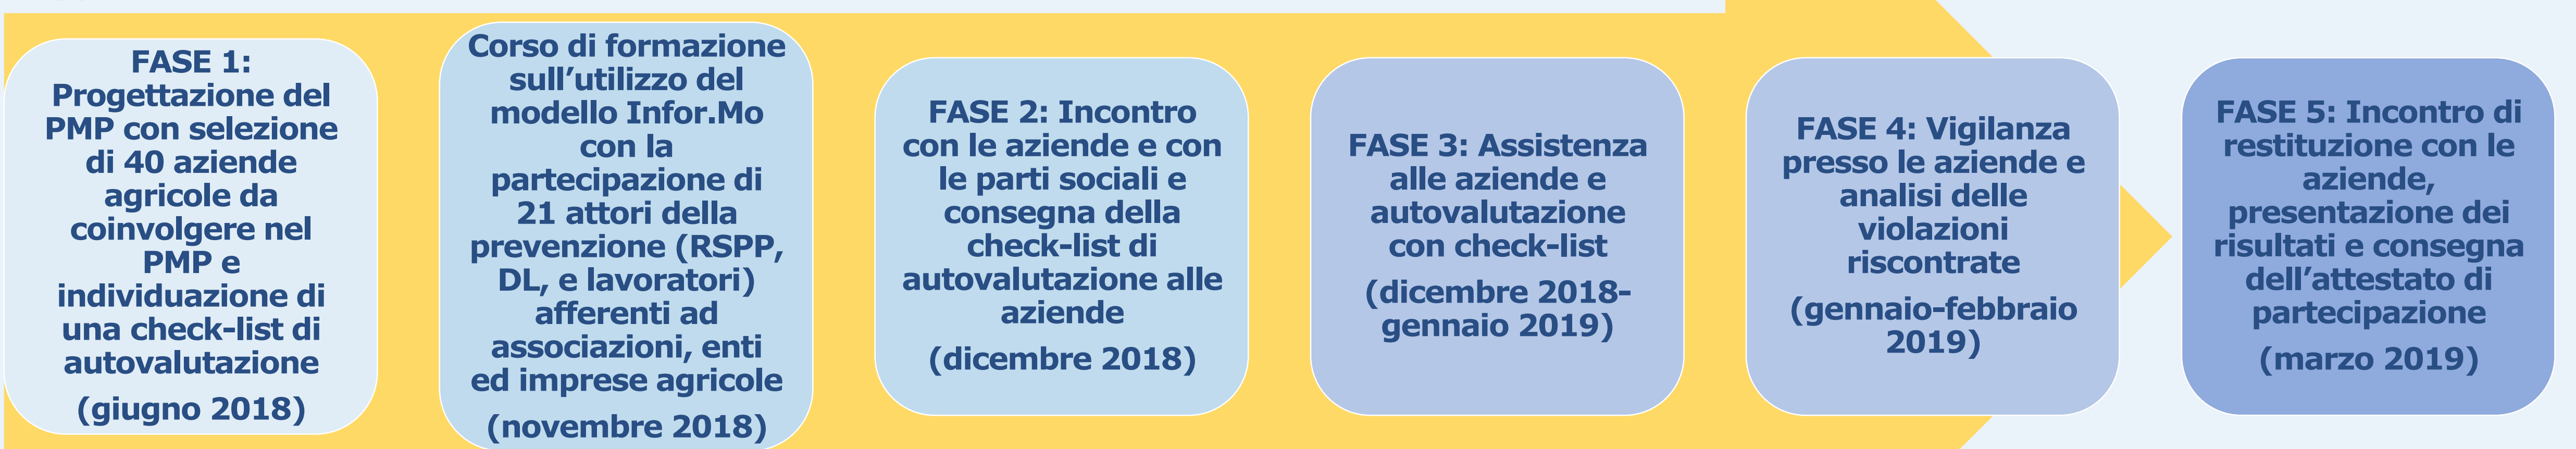 FASE 1:
Progettazione del
PMP con selezione
di 40 aziende
agricole da
coinvolgere nel
PMP e
individuazione di
una check-list di
autovalutazione
(giugno 2018)
Corso di formazione
sull’utilizzo del
modello Infor.Mo
con la
partecipazione di
21 attori della
prevenzione (RSPP,
DL, e lavoratori)
afferenti ad
associazioni, enti
ed imprese agricole
(novembre 2018)
FASE 2: Incontro
con le aziende e con
le parti sociali e
consegna della
check-list di
autovalutazione alle
aziende
(dicembre 2018)
FASE 3: Assistenza
alle aziende e
autovalutazione
con check-list
(dicembre 2018-
gennaio 2019)
FASE 4: Vigilanza
presso le aziende e
analisi delle
violazioni
riscontrate
(gennaio-febbraio
2019)
FASE 5: Incontro di
restituzione con le
aziende,
presentazione dei
risultati e consegna
dell’attestato di
partecipazione
(marzo 2019)